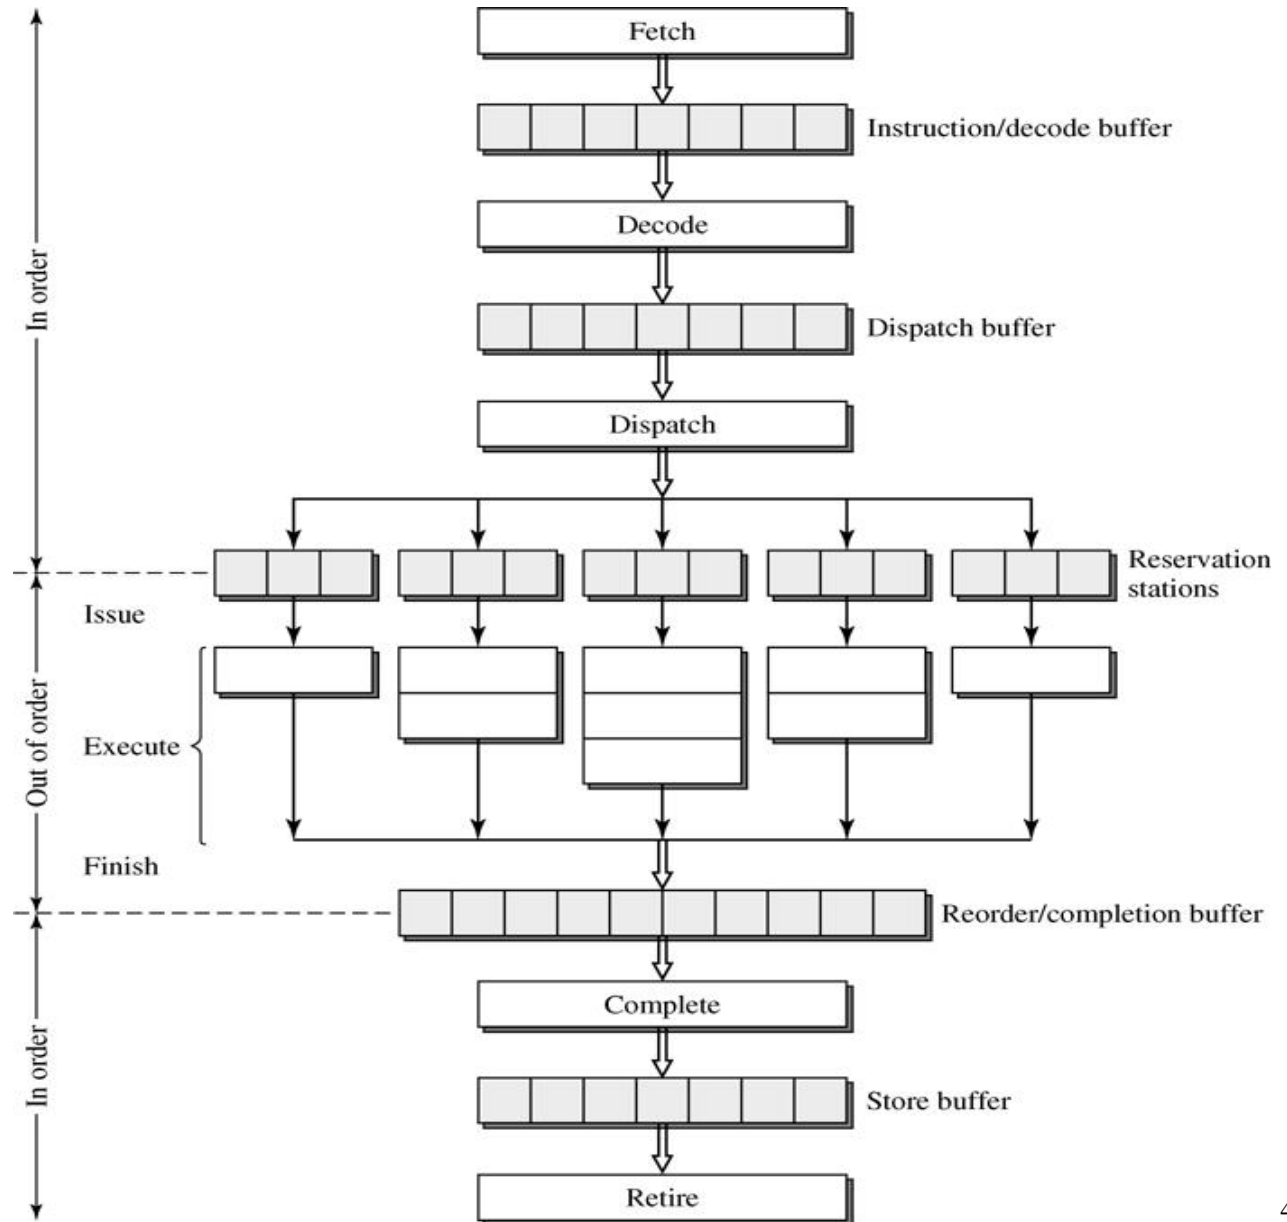 Fetch
Instruction/decode buffer
Decode
In order
Dispatch buffer
Dispatch
Reservation
stations
Issue
Out of order
Execute
Finish
Reorder/completion buffer
Complete
In order
Store buffer
Retire